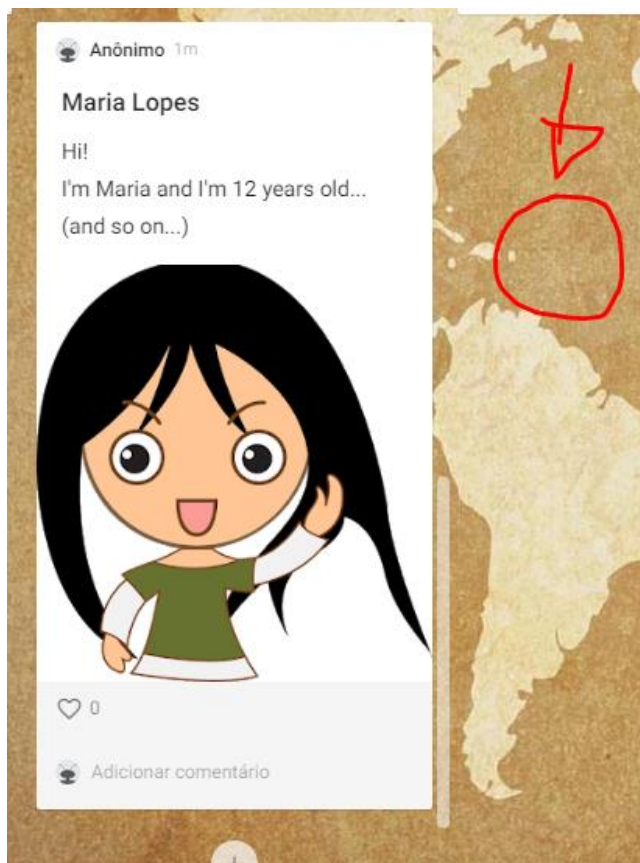 Anônimo 1m
Maria Lopes
Hi!
I'm Maria and I'm 12 years old...
(and so on...)
0
Adicionar comentário